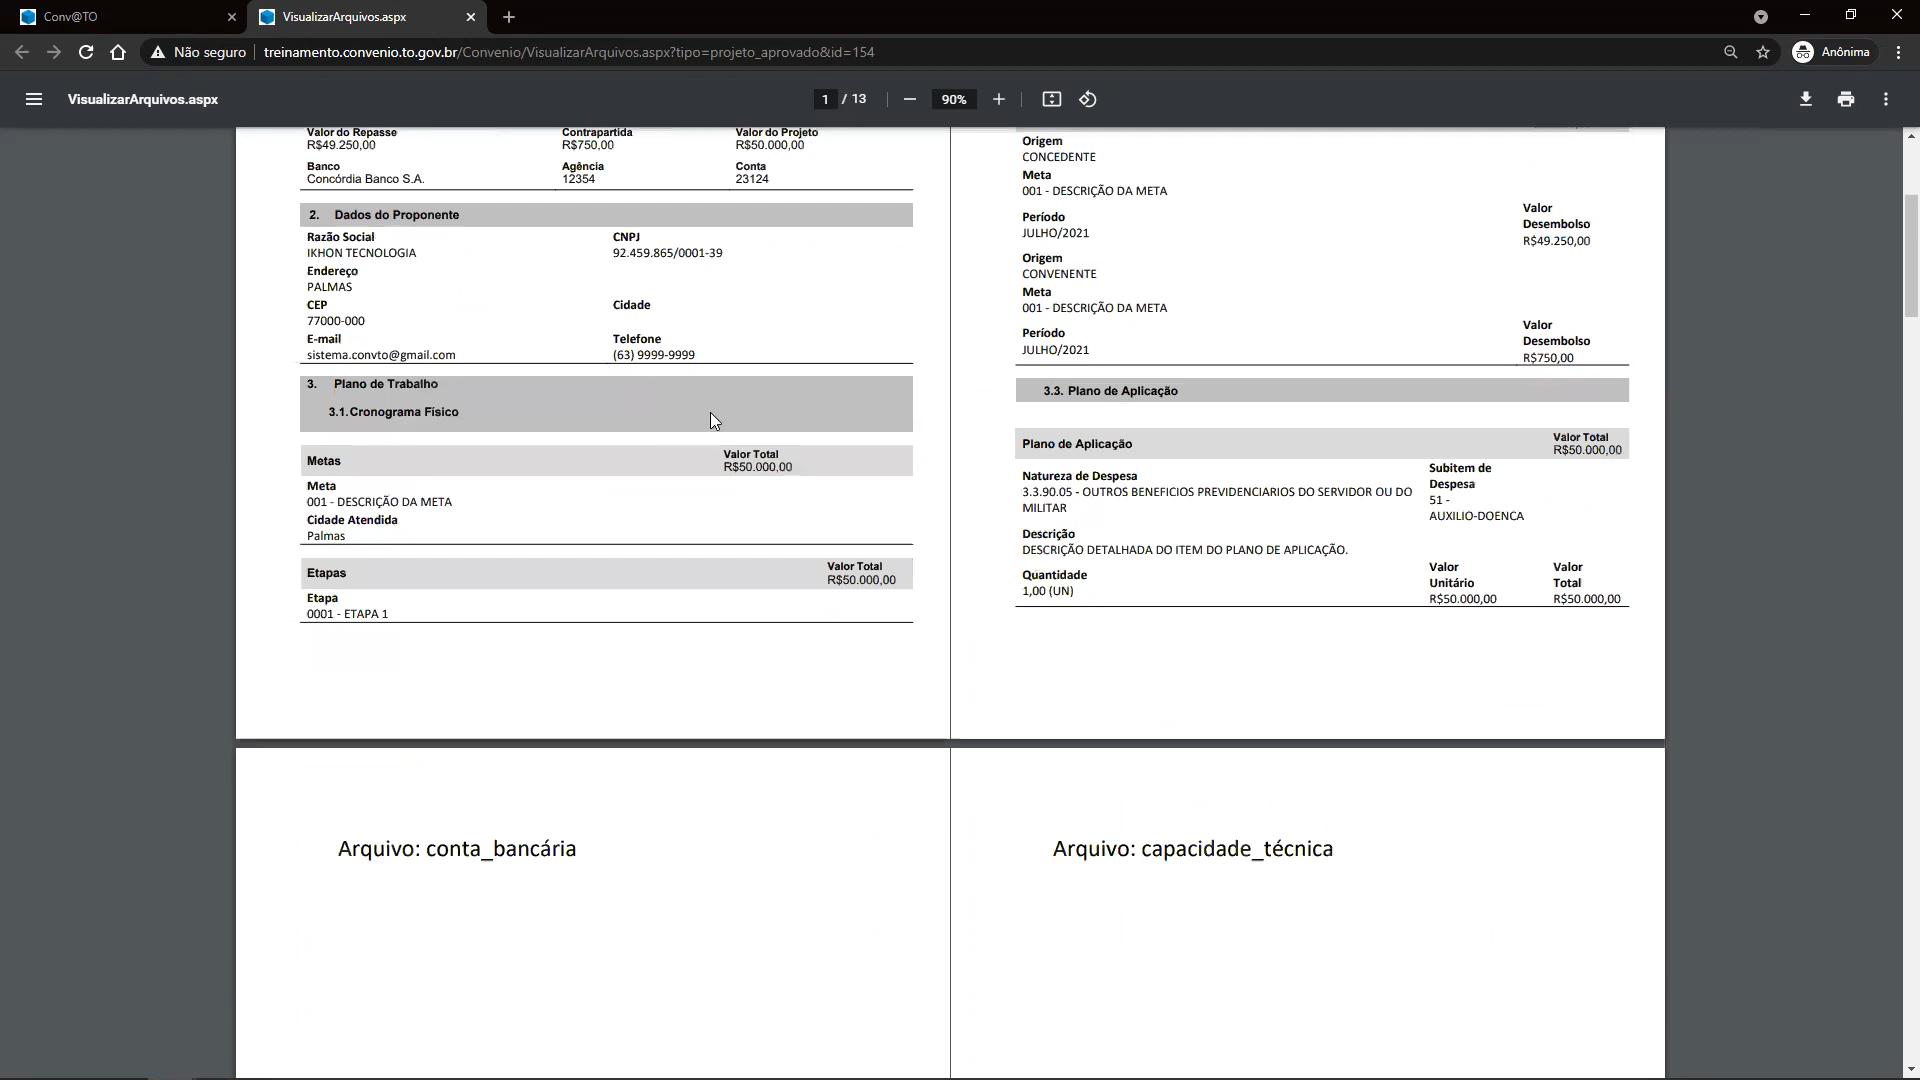 Conv@TO
VisualizarArquivos.aspx
Não seguro
treinamento.convenio.to.gov.br/Convenio/VisualizarArquivos.aspx?tipo=projeto_aprovado&id=154
Anônima
VisualizarArquivos.aspx
1 / 13
90%
Valor do Repasse Contrapartida Valor do Projeto
R$49.250,00 R$750,00 R$50.000,00
Banco Agência Conta
Concórdia Banco S.A. 12354 23124
2. Dados do Proponente
Razão Social CNPJ
IKHON TECNOLOGIA 92.459.865/0001-39
Endereço
PALMAS
CEP Cidade
77000-000
E-mail Telefone
sistema.convto@gmail.com (63) 9999-9999
3. Plano de Trabalho
3.1.Cronograma Físico
Metas Valor Total
R$50.000,00
Meta
001 - DESCRIÇÃO DA META
Cidade Atendida
Palmas
Etapas Valor Total
R$50.000,00
Etapa
0001 - ETAPA 1
Origem
CONCEDENTE
Meta
001 - DESCRIÇÃO DA META
Período
JULHO/2021
Valor
Desembolso
R$49.250,00
Origem
CONVENENTE
Meta
001 - DESCRIÇÃO DA META
Período
JULHO/2021
Valor
Desembolso
R$750,00
3.3. Plano de Aplicação
Plano de Aplicação Valor Total
R$50.000,00
Natureza de Despesa
3.3.90.05 - OUTROS BENEFICIOS PREVIDENCIARIOS DO SERVIDOR OU DO
MILITAR
Subitem de
Despesa
51 -
AUXILIO-DOENCA
Descrição
DESCRIÇÃO DETALHADA DO ITEM DO PLANO DE APLICAÇÃO.
Quantidade
1,00 (UN)
Valor
Unitário
R$50.000,00
Valor
Total
R$50.000,00
Arquivo: conta_bancária
Arquivo: capacidade_técnica